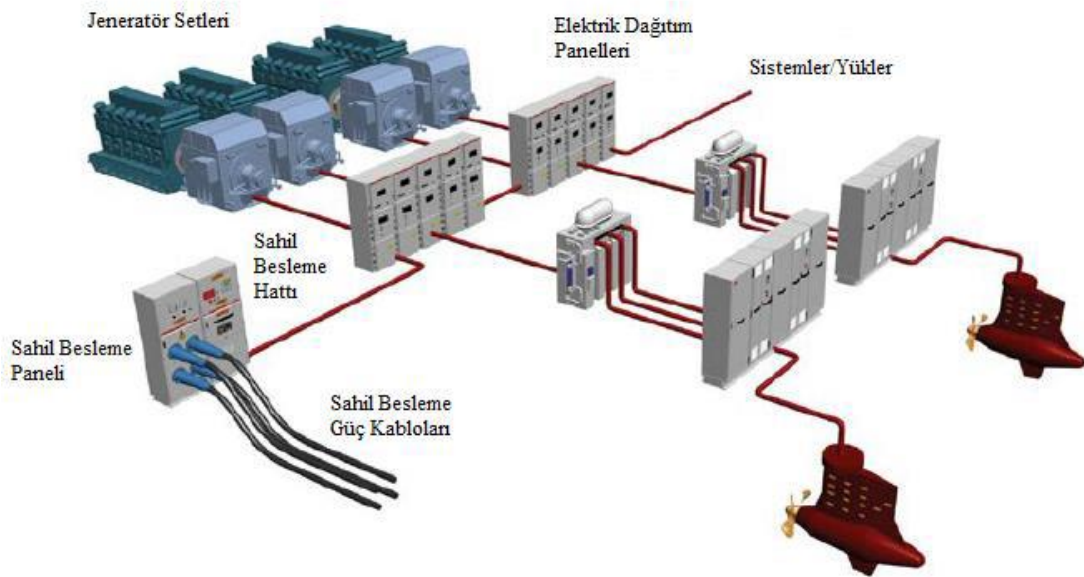 Jeneratör Setleri
Elektrik Dağıtım
Panelleri
Sistemler/Yükler
Sahil
Besleme
Hattı
Sahil Besleme
Paneli
Sahil Besleme
Güç Kabloları